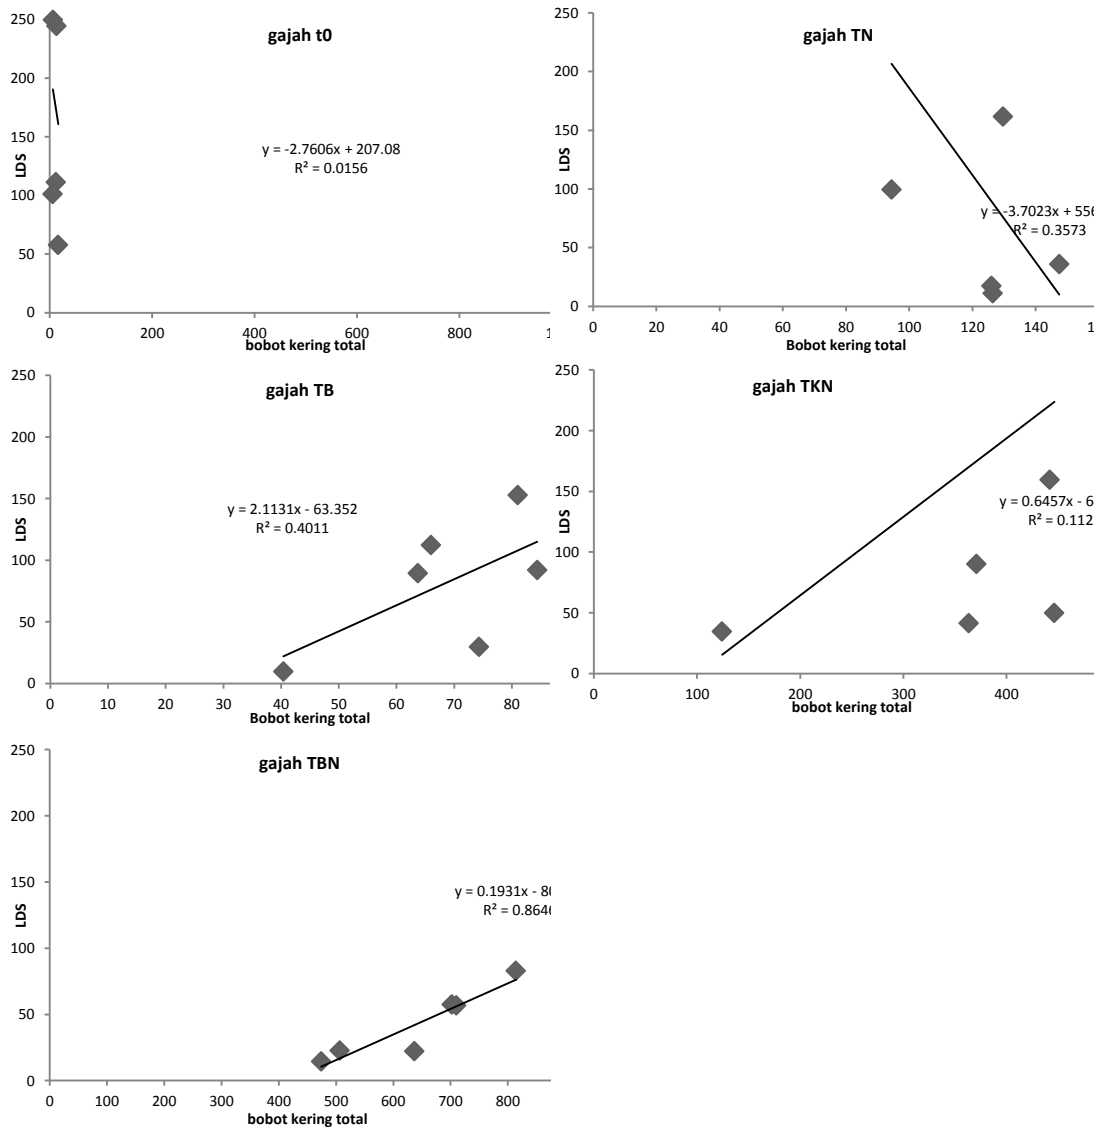 gajah t0
250
200
150
100
50
0
LDS
y = -2.7606x + 207.08
R² = 0.0156
0 200 400 600 800 1
bobot kering total
gajah TN
250
200
150
100
50
0
LDS
y = -3.7023x + 556
R² = 0.3573
0 20 40 60 80 100 120 140 1
Bobot kering total
gajah TB
250
200
150
100
50
0
LDS
y = 2.1131x - 63.352
R² = 0.4011
0 10 20 30 40 50 60 70 80
Bobot kering total
gajah TKN
250
200
150
100
50
0
LDS
y = 0.6457x - 6
R² = 0.112
0 100 200 300 400
bobot kering total
gajah TBN
250
200
150
100
50
0
LDS
y = 0.1931x - 80
R² = 0.8646
0 100 200 300 400 500 600 700 800
bobot kering total